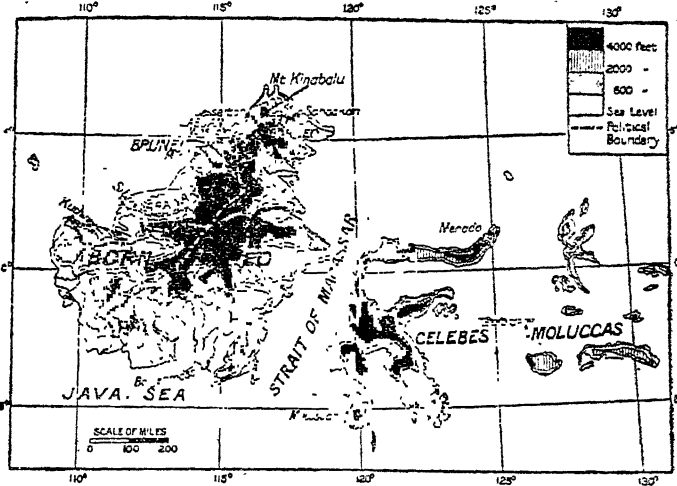 110° 115° 120° 125° 130°
4000 feet
2000 "
600 "
Sea Level
Political
Boundary
Mt Kinabalu
Sandakan
BRUNEI
STRAIT OF MACASSAR
Menado
BORNEO
CELEBES
MOLUCCAS
JAVA SEA
SCALE OF MILES
0 100 200
110° 115° 120° 125° 130°